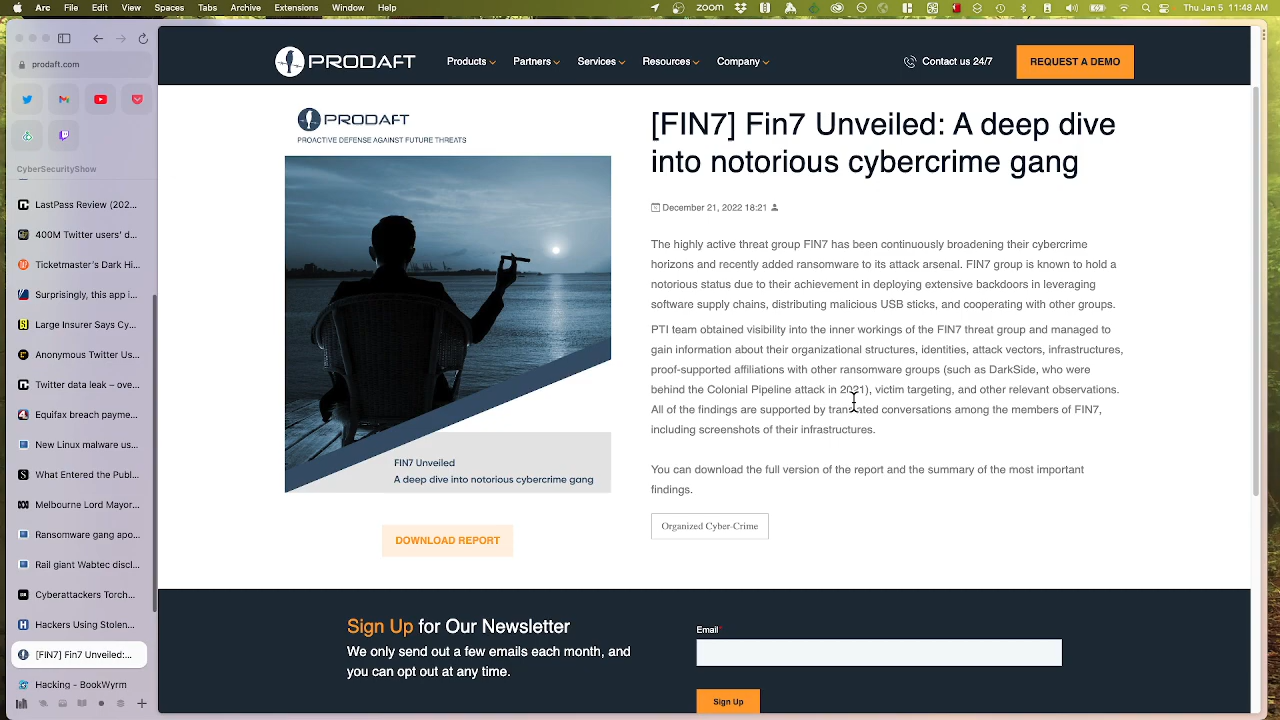 Arc File Edit View Spaces Tabs Archive
Thu Jan 5 11:48 AM
prodaft.com
CyberSecurityShow
LastPass Review (202...
404M Twitter users' d...
Ticketmaster's Dark...
Surprisingly, this app i...
Large Insurer Says Cy...
Ambitious Twitter Us...
Equifax data paymen...
New Linux malware us...
What Entered the Publ...
Melbourne Lord Mayor...
Ransomware gang apo...
Rail giant Wabtec discl...
Cyberattackers Torch...
Hackers Using Stolen...
[FIN7] Fin7 Unveiled:...
Hacking - BookWyrm
PRODAFT
Products
Partners
Services
Resources
Company
Contact us 24/7
REQUEST A DEMO
PRODAFT
PROACTIVE DEFENSE AGAINST FUTURE THREATS
FIN7 Unveiled
A deep dive into notorious cybercrime gang
DOWNLOAD REPORT
[FIN7] Fin7 Unveiled: A deep dive
into notorious cybercrime gang
December 21, 2022 18:21
The highly active threat group FIN7 has been continuously broadening their cybercrime
horizons and recently added ransomware to its attack arsenal. FIN7 group is known to hold a
notorious status due to their achievement in deploying extensive backdoors in leveraging
software supply chains, distributing malicious USB sticks, and cooperating with other groups.
PTI team obtained visibility into the inner workings of the FIN7 threat group and managed to
gain information about their organizational structures, identities, attack vectors, infrastructures,
proof-supported affiliations with other ransomware groups (such as DarkSide, who were
behind the Colonial Pipeline attack in 2021), victim targeting, and other relevant observations.
All of the findings are supported by translated conversations among the members of FIN7,
including screenshots of their infrastructures.
You can download the full version of the report and the summary of the most important
findings.
Organized Cyber-Crime
Sign Up for Our Newsletter
We only send out a few emails each month, and
you can opt out at any time.
Email*
Sign Up